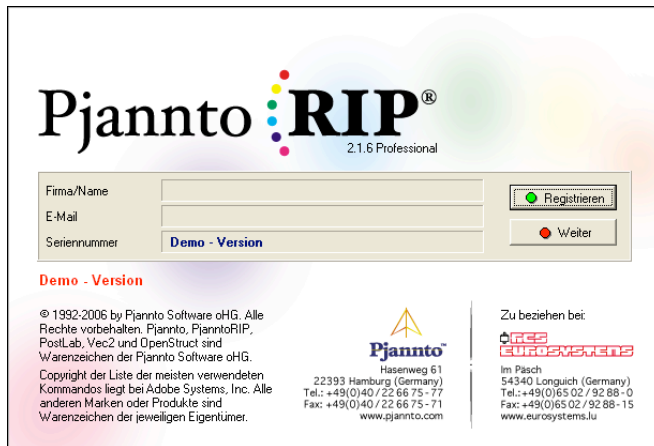 Pjannto RIP®
2.1.6 Professional
Firma/Name
Registrieren
E-Mail
Weiter
Seriennummer Demo - Version
Demo - Version
© 1992-2006 by Pjannto Software oHG. Alle
Rechte vorbehalten. Pjannto, PjanntoRIP,
PostLab, Vec2 und OpenStruct sind
Warenzeichen der Pjannto Software oHG.
Copyright der Liste der meisten verwendeten
Kommandos liegt bei Adobe Systems, Inc. Alle
anderen Marken oder Produkte sind
Warenzeichen der jeweiligen Eigentümer.
Pjannto™
Hasenweg 61
22393 Hamburg (Germany)
Tel.: +49(0)40/22 66 75-77
Fax: +49(0)40/22 66 75-71
www.pjannto.com
Zu beziehen bei:
EUROSYSTEMS
Im Päsch
54340 Longuich (Germany)
Tel.:+49(0)65 02/92 88-0
Fax: +49(0)65 02/92 88-15
www.eurosystems.lu